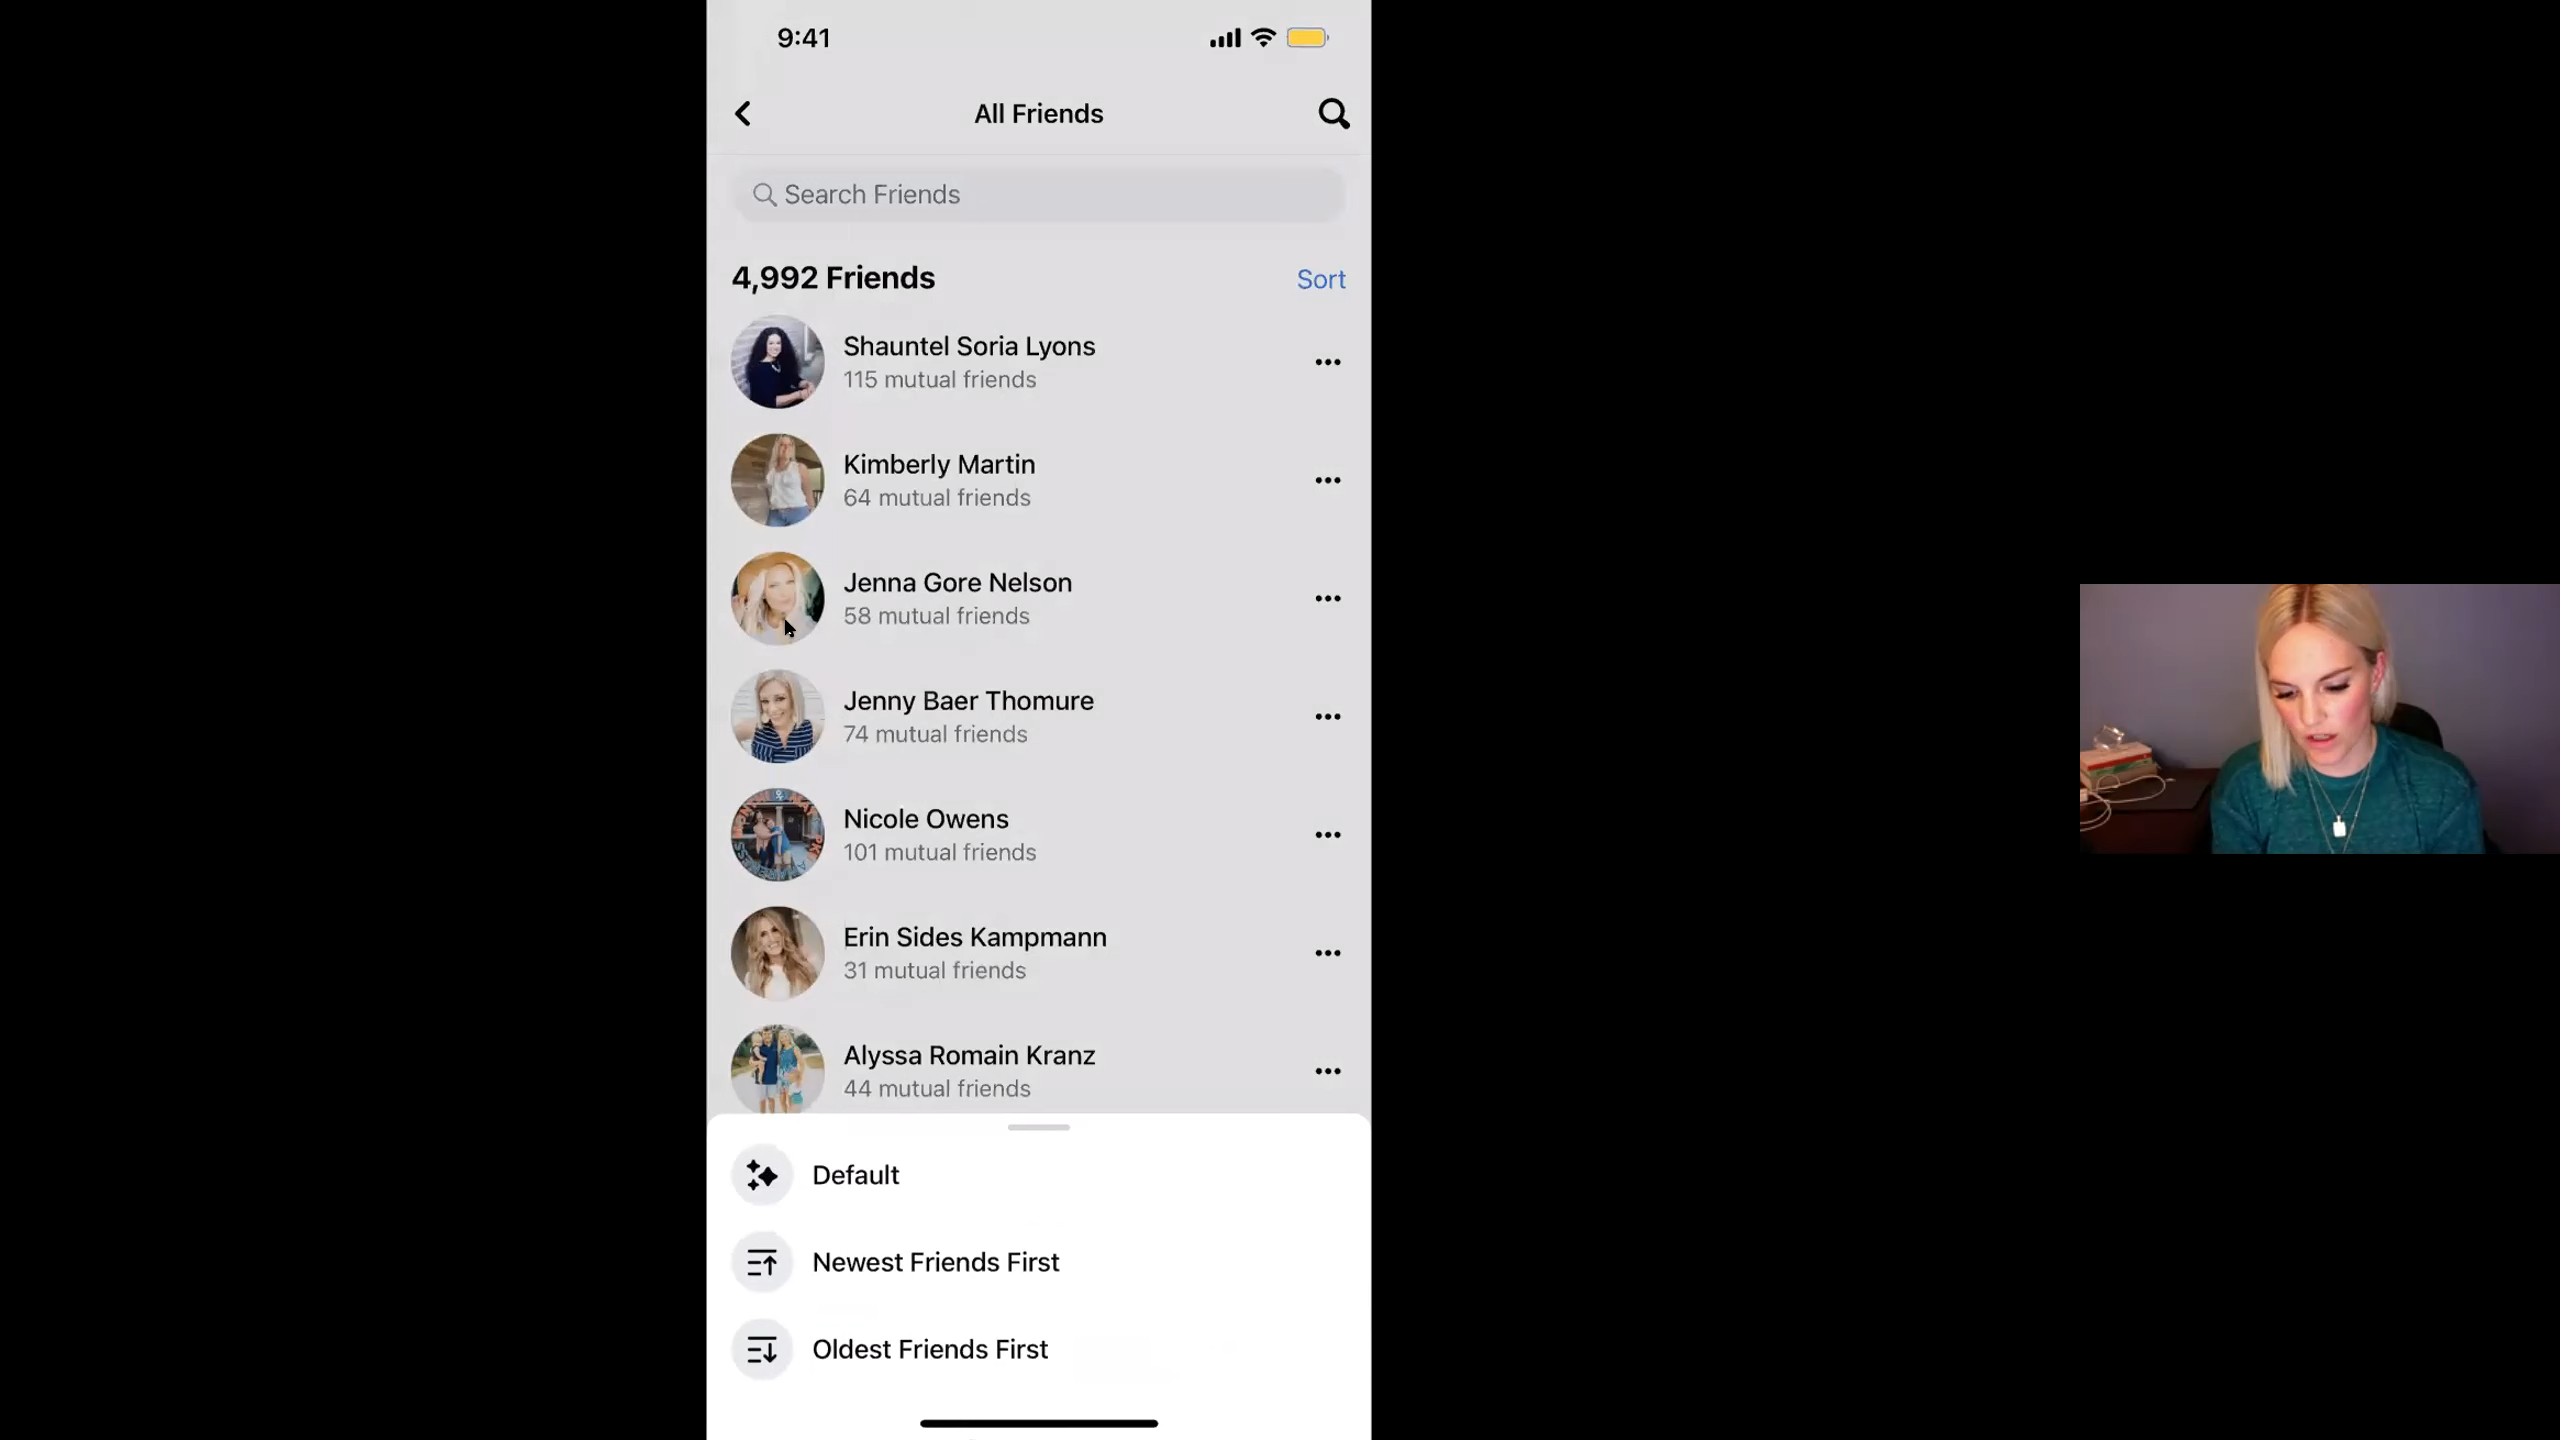 9:41
All Friends
Search Friends
4,992 Friends
Sort
Shauntel Soria Lyons
115 mutual friends
Kimberly Martin
64 mutual friends
Jenna Gore Nelson
58 mutual friends
Jenny Baer Thomure
74 mutual friends
Nicole Owens
101 mutual friends
Erin Sides Kampmann
31 mutual friends
Alyssa Romain Kranz
44 mutual friends
Default
Newest Friends First
Oldest Friends First